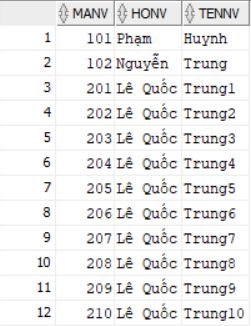 MANV HONV TENNV
1 101 Phạm Huynh
2 102 Nguyễn Trung
3 201 Lê Quốc Trung1
4 202 Lê Quốc Trung2
5 203 Lê Quốc Trung3
6 204 Lê Quốc Trung4
7 205 Lê Quốc Trung5
8 206 Lê Quốc Trung6
9 207 Lê Quốc Trung7
10 208 Lê Quốc Trung8
11 209 Lê Quốc Trung9
12 210 Lê Quốc Trung10